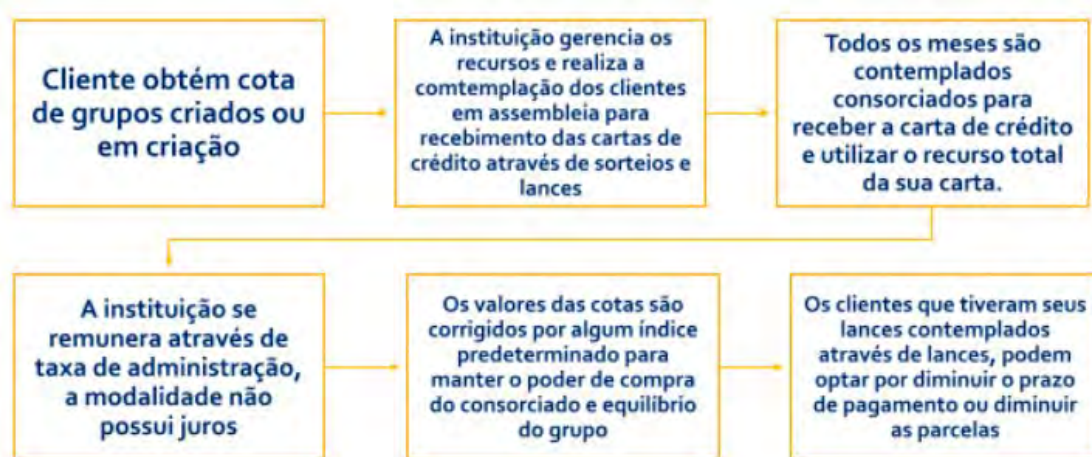 Cliente obtém cota
de grupos criados ou
em criação
A instituição gerencia os
recursos e realiza a
comtemplação dos clientes
em assembleia para
recebimento das cartas de
crédito através de sorteios e
lances
Todos os meses são
contemplados
consorciados para
receber a carta de crédito
e utilizar o recurso total
da sua carta.
A instituição se
remunera através de
taxa de administração,
a modalidade não
possui juros
Os valores das cotas são
corrigidos por algum índice
predeterminado para
manter o poder de compra
do consorciado e equilíbrio
do grupo
Os clientes que tiveram seus
lances contemplados
através de lances, podem
optar por diminuir o prazo
de pagamento ou diminuir
as parcelas